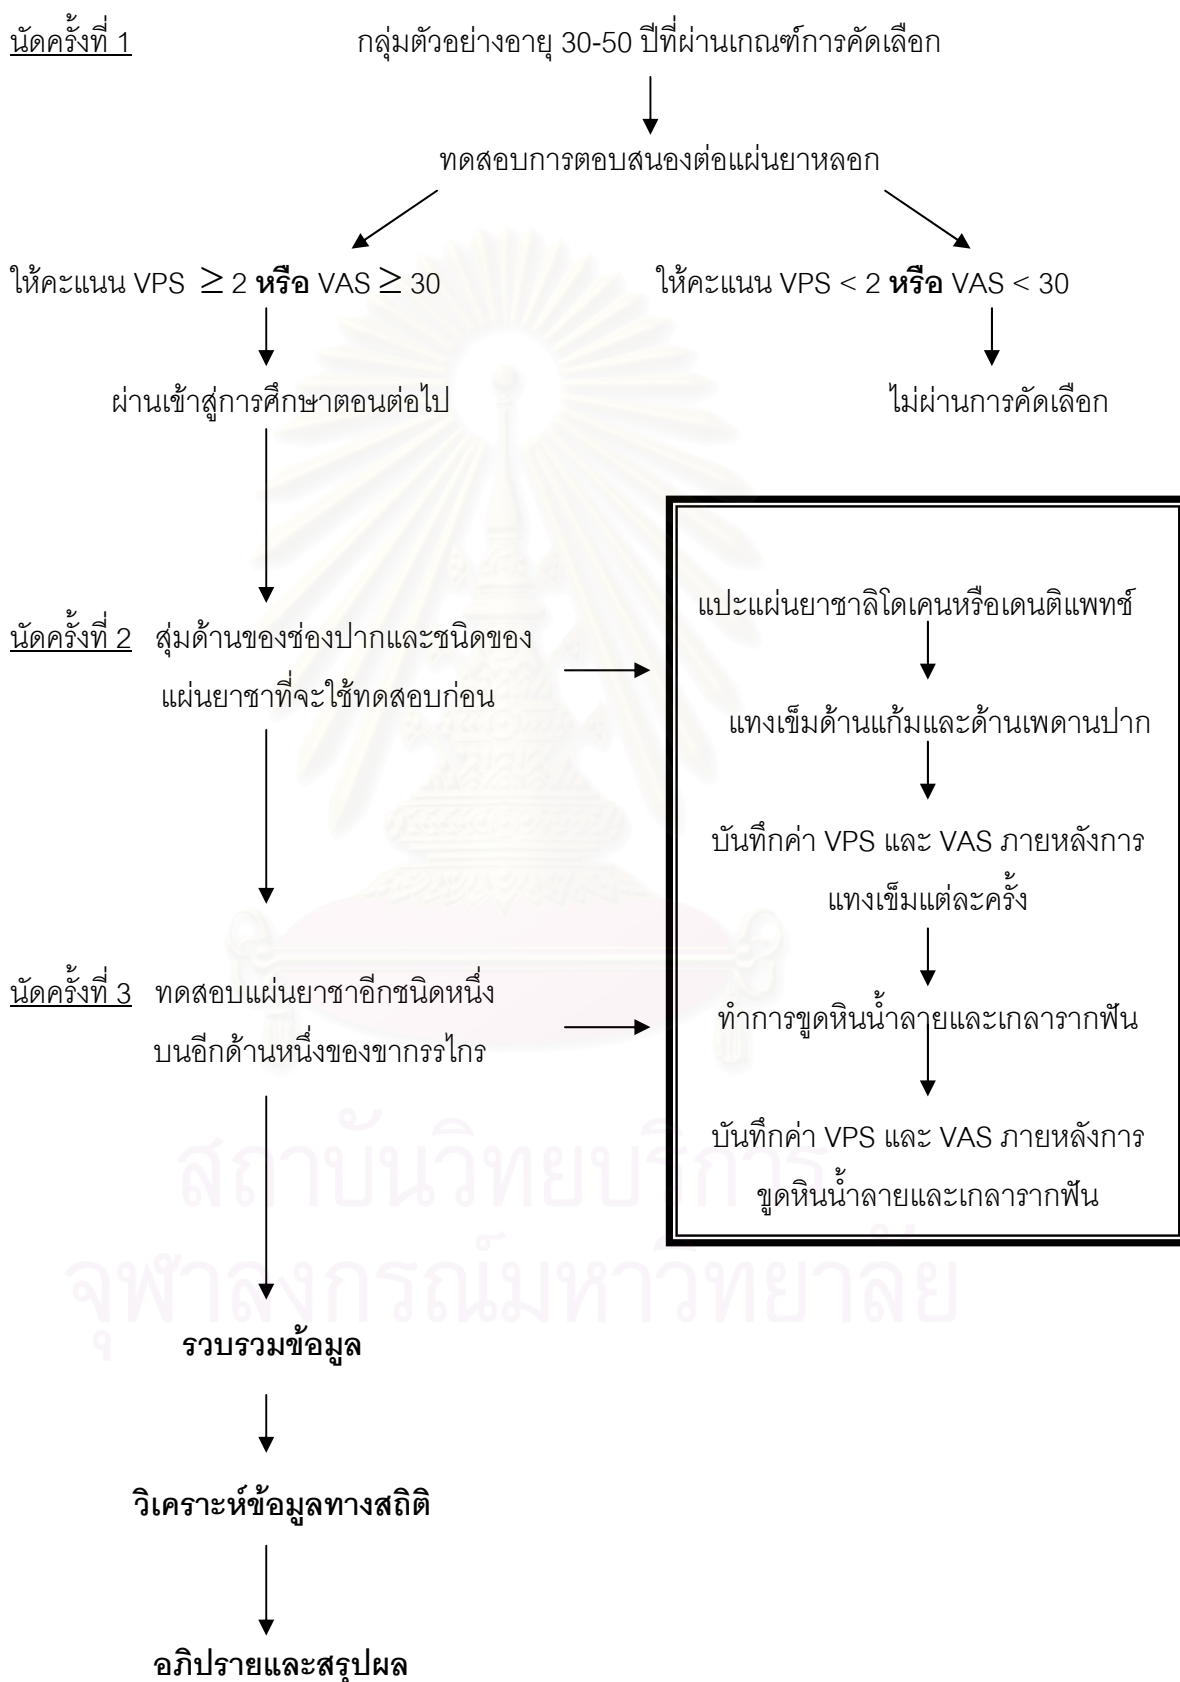 นัดครั้งที่ 1 กลุ่มตัวอย่างอายุ 30-50 ปีที่ผ่านเกณฑ์การคัดเลือก
ทดสอบการตอบสนองต่อแผ่นยาหลอก
ให้คะแนน VPS ≥ 2 หรือ VAS ≥ 30
ให้คะแนน VPS < 2 หรือ VAS < 30
ผ่านเข้าสู่การศึกษาตอนต่อไป
ไม่ผ่านการคัดเลือก
นัดครั้งที่ 2 สุ่มด้านของช่องปากและชนิดของ
แผ่นยาชาที่จะใช้ทดสอบก่อน
แปะแผ่นยาชาลิโดเคนหรือเดนติแพทช์
แทงเข็มด้านแก้มและด้านเพดานปาก
บันทึกค่า VPS และ VAS ภายหลังการ
แทงเข็มแต่ละครั้ง
ทำการขูดหินน้ำลายและเกลารากฟัน
บันทึกค่า VPS และ VAS ภายหลังการ
ขูดหินน้ำลายและเกลารากฟัน
นัดครั้งที่ 3 ทดสอบแผ่นยาชาอีกชนิดหนึ่ง
บนอีกด้านหนึ่งของขากรรไกร
รวบรวมข้อมูล
วิเคราะห์ข้อมูลทางสถิติ
อภิปรายและสรุปผล
สถาบันวิทยบริการ
จุฬาลงกรณ์มหาวิทยาลัย